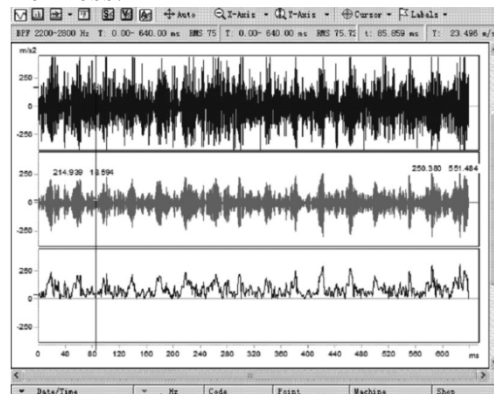 Auto Y-Axis Y-Axis Cursor Labels
BPF 2200-2800 Hz T: 0.00- 640.00 ms RMS 75 T: 0.00- 640.00 ms RMS 75.72 t: 85.859 ms Y: 23.496 m/s
m/s2
250
0
-250
250
214.939
250.380 551.484
0
-250
250
0
-250
0 40 80 120 160 200 240 280 320 360 400 440 480 520 560 600 ms
Date/Time Hz Code Point Machine Shop